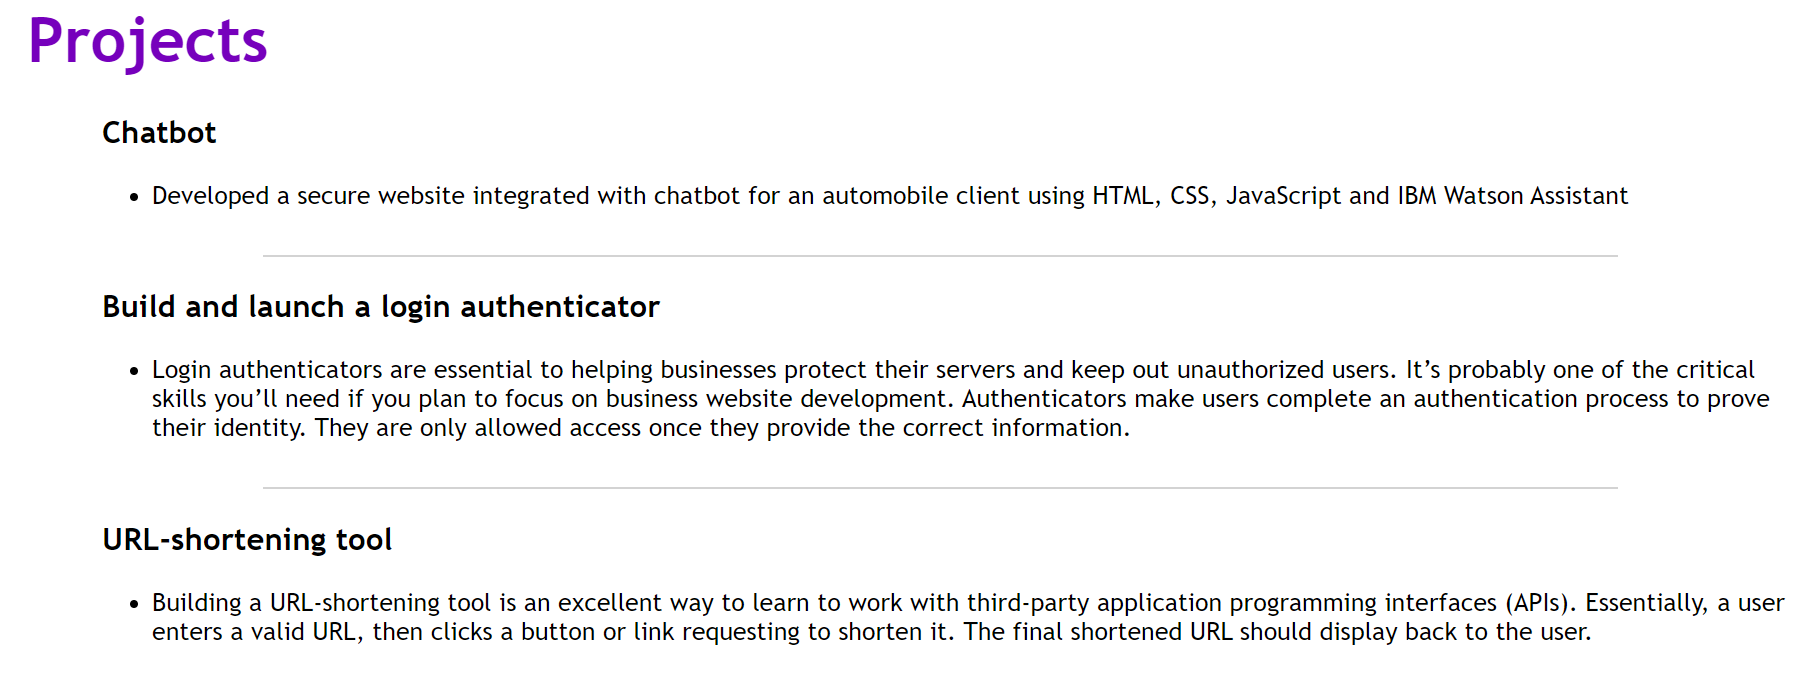 Projects
Chatbot
• Developed a secure website integrated with chatbot for an automobile client using HTML, CSS, JavaScript and IBM Watson Assistant
Build and launch a login authenticator
• Login authenticators are essential to helping businesses protect their servers and keep out unauthorized users. It’s probably one of the critical
skills you’ll need if you plan to focus on business website development. Authenticators make users complete an authentication process to prove
their identity. They are only allowed access once they provide the correct information.
URL-shortening tool
• Building a URL-shortening tool is an excellent way to learn to work with third-party application programming interfaces (APIs). Essentially, a user
enters a valid URL, then clicks a button or link requesting to shorten it. The final shortened URL should display back to the user.